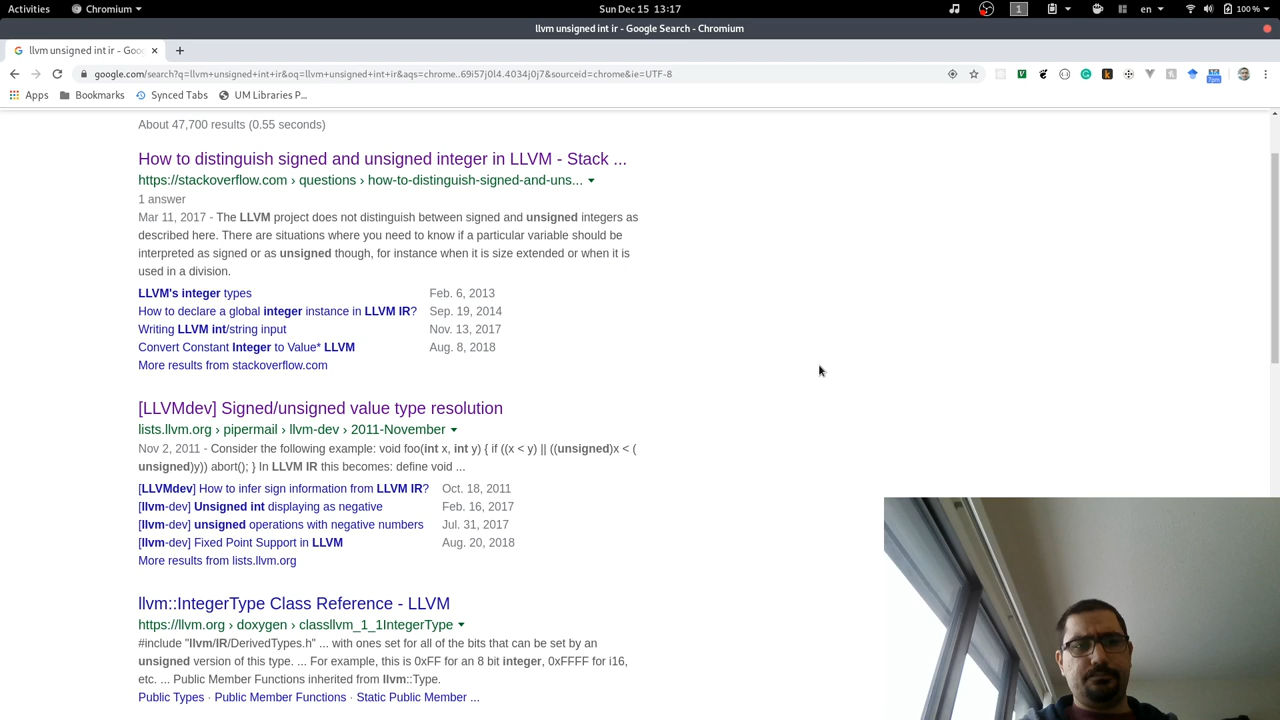 Activities Chromium Sun Dec 15 13:17 1 en 100 %
llvm unsigned int ir - Google Search - Chromium
llvm unsigned int ir - Goog
google.com/search?q=llvm+unsigned+int+ir&oq=llvm+unsigned+int+ir&aqs=chrome..69i57j0l4.4034j0j7&sourceid=chrome&ie=UTF-8
Apps Bookmarks Synced Tabs UM Libraries P...
About 47,700 results (0.55 seconds)
How to distinguish signed and unsigned integer in LLVM - Stack ...
https://stackoverflow.com › questions › how-to-distinguish-signed-and-uns...
1 answer
Mar 11, 2017 - The LLVM project does not distinguish between signed and unsigned integers as
described here. There are situations where you need to know if a particular variable should be
interpreted as signed or as unsigned though, for instance when it is size extended or when it is
used in a division.
LLVM's integer types Feb. 6, 2013
How to declare a global integer instance in LLVM IR? Sep. 19, 2014
Writing LLVM int/string input Nov. 13, 2017
Convert Constant Integer to Value* LLVM Aug. 8, 2018
More results from stackoverflow.com
[LLVMdev] Signed/unsigned value type resolution
lists.llvm.org › pipermail › llvm-dev › 2011-November
Nov 2, 2011 - Consider the following example: void foo(int x, int y) { if ((x < y) || ((unsigned)x < (
unsigned)y)) abort(); } In LLVM IR this becomes: define void ...
[LLVMdev] How to infer sign information from LLVM IR? Oct. 18, 2011
[llvm-dev] Unsigned int displaying as negative Feb. 16, 2017
[llvm-dev] unsigned operations with negative numbers Jul. 31, 2017
[llvm-dev] Fixed Point Support in LLVM Aug. 20, 2018
More results from lists.llvm.org
llvm::IntegerType Class Reference - LLVM
https://llvm.org › doxygen › classllvm_1_1IntegerType
#include "llvm/IR/DerivedTypes.h" ... with ones set for all of the bits that can be set by an
unsigned version of this type. ... For example, this is 0xFF for an 8 bit integer, 0xFFFF for i16,
etc. ... Public Member Functions inherited from llvm::Type.
Public Types · Public Member Functions · Static Public Member ...